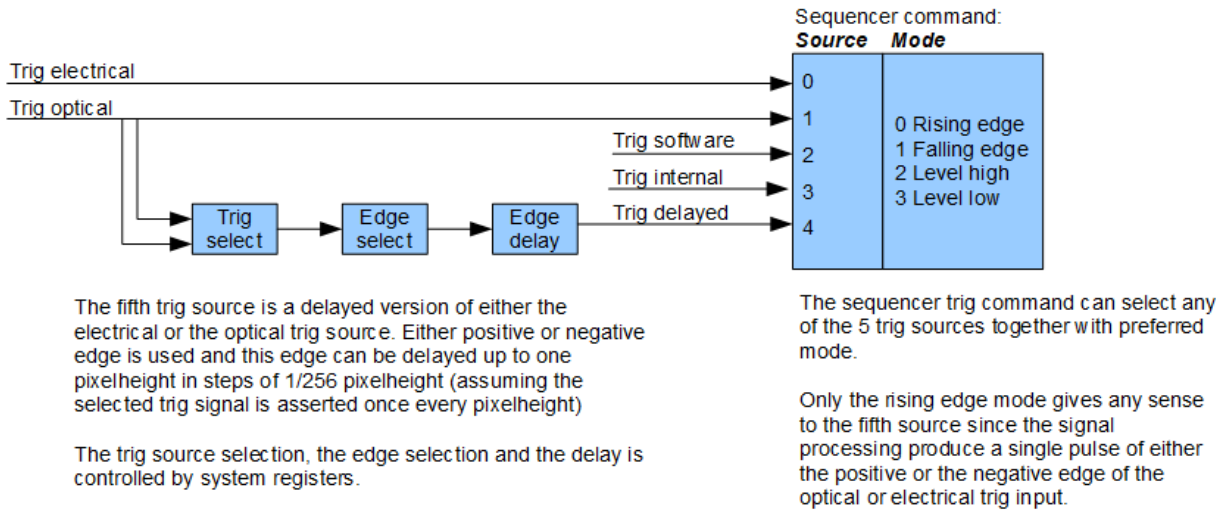 Sequencer command:
Source Mode
Trig electrical
0
Trig optical
1
0 Rising edge
1 Falling edge
2 Level high
3 Level low
Trig software
2
Trig internal
3
Trig delayed
4
Trig
select
Edge
select
Edge
delay
The fifth trig source is a delayed version of either the
electrical or the optical trig source. Either positive or negative
edge is used and this edge can be delayed up to one
pixelheight in steps of 1/256 pixelheight (assuming the
selected trig signal is asserted once every pixelheight)
The trig source selection, the edge selection and the delay is
controlled by system registers.
The sequencer trig command can select any
of the 5 trig sources together with preferred
mode.
Only the rising edge mode gives any sense
to the fifth source since the signal
processing produce a single pulse of either
the positive or the negative edge of the
optical or electrical trig input.